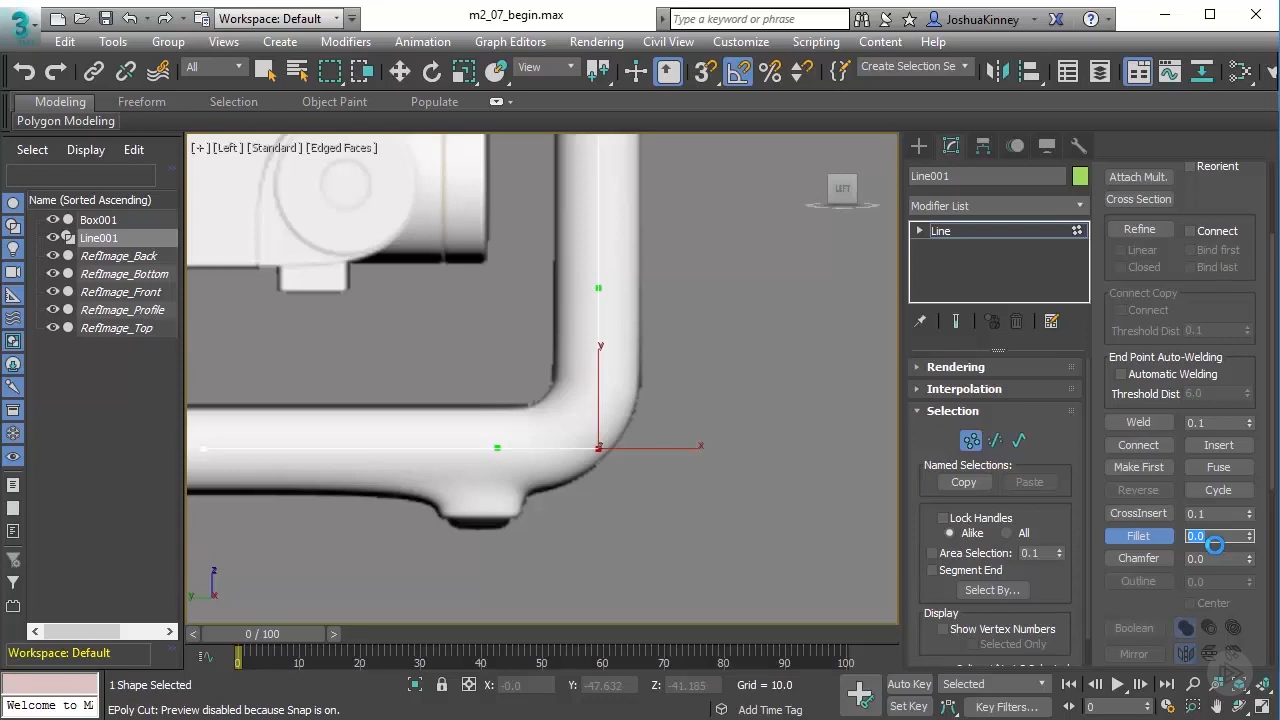 3
MAX
Workspace: Default
m2_07_begin.max
Type a keyword or phrase
JoshuaKinney
Edit
Tools
Group
Views
Create
Modifiers
Animation
Graph Editors
Rendering
Civil View
Customize
Scripting
Content
Help
All
View
3
Create Selection Se
Modeling
Freeform
Selection
Object Paint
Populate
Polygon Modeling
Select
Display
Edit
Name (Sorted Ascending)
Box001
Line001
RefImage_Back
RefImage_Bottom
RefImage_Front
RefImage_Profile
RefImage_Top
Workspace: Default
[+] [Left] [Standard] [Edged Faces]
LEFT
y
x
z
y
x
0 / 100
0
10
20
30
40
50
60
70
80
90
100
Line001
Modifier List
Line
Rendering
Interpolation
Selection
Named Selections:
Copy
Paste
Lock Handles
Alike
All
Area Selection:
0.1
Segment End
Select By...
Display
Show Vertex Numbers
Selected Only
Reorient
Attach Mult.
Cross Section
Refine
Connect
Linear
Bind first
Closed
Bind last
Connect Copy
Connect
Threshold Dist
0.1
End Point Auto-Welding
Automatic Welding
Threshold Dist
6.0
Weld
0.1
Connect
Insert
Make First
Fuse
Reverse
Cycle
CrossInsert
0.1
Fillet
0.0
Chamfer
0.0
Outline
0.0
Center
Boolean
Mirror
Welcome to M
1 Shape Selected
EPoly Cut: Preview disabled because Snap is on.
X: -0.0
Y: -47.632
Z: -41.185
Grid = 10.0
Add Time Tag
Auto Key
Selected
Set Key
Key Filters...
0